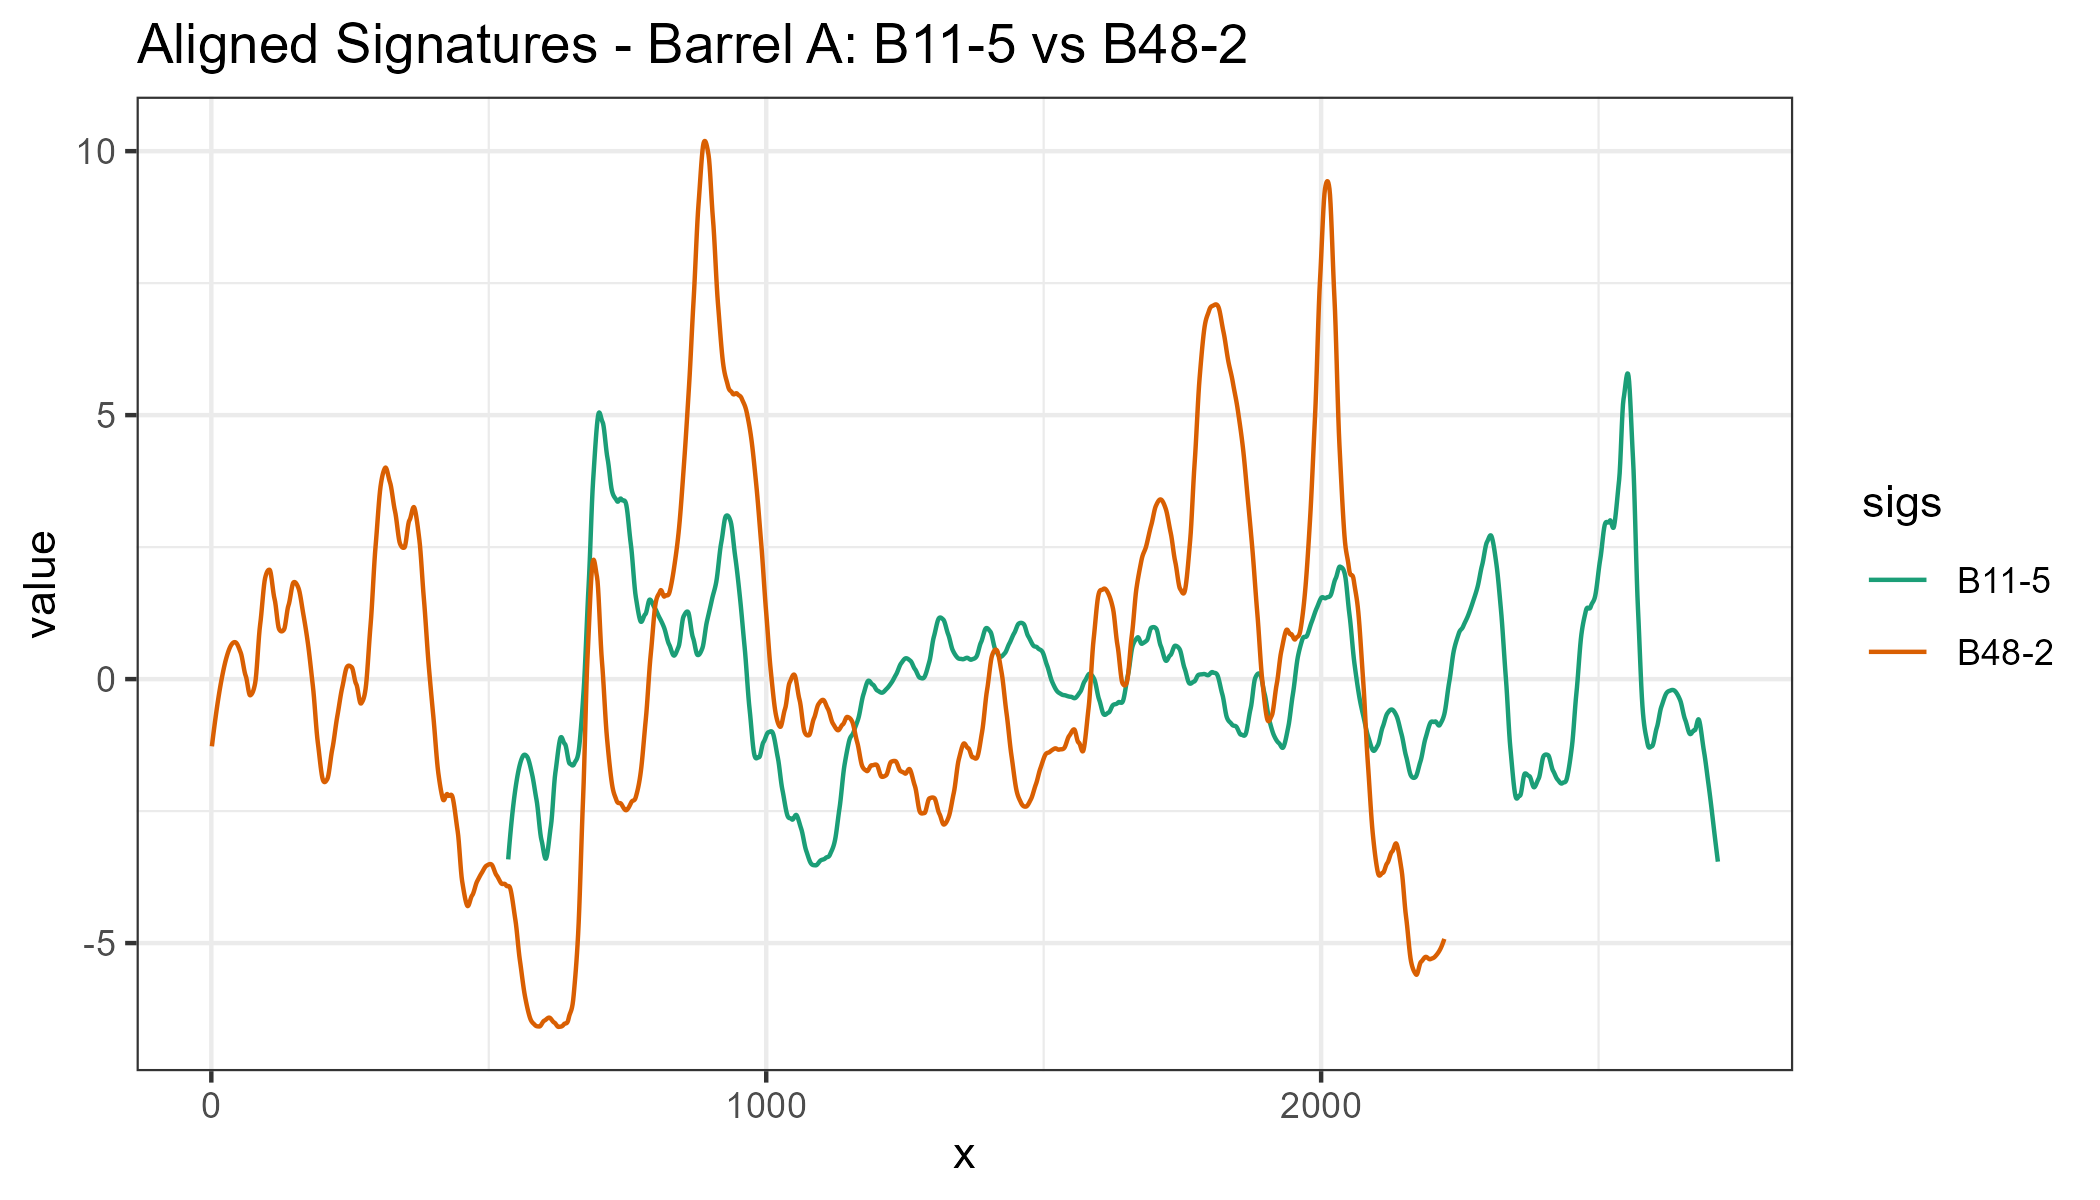 Aligned Signatures - Barrel A: B11-5 vs B48-2
10
5
0
-5
value
0 1000 2000
x
sigs
B11-5
B48-2